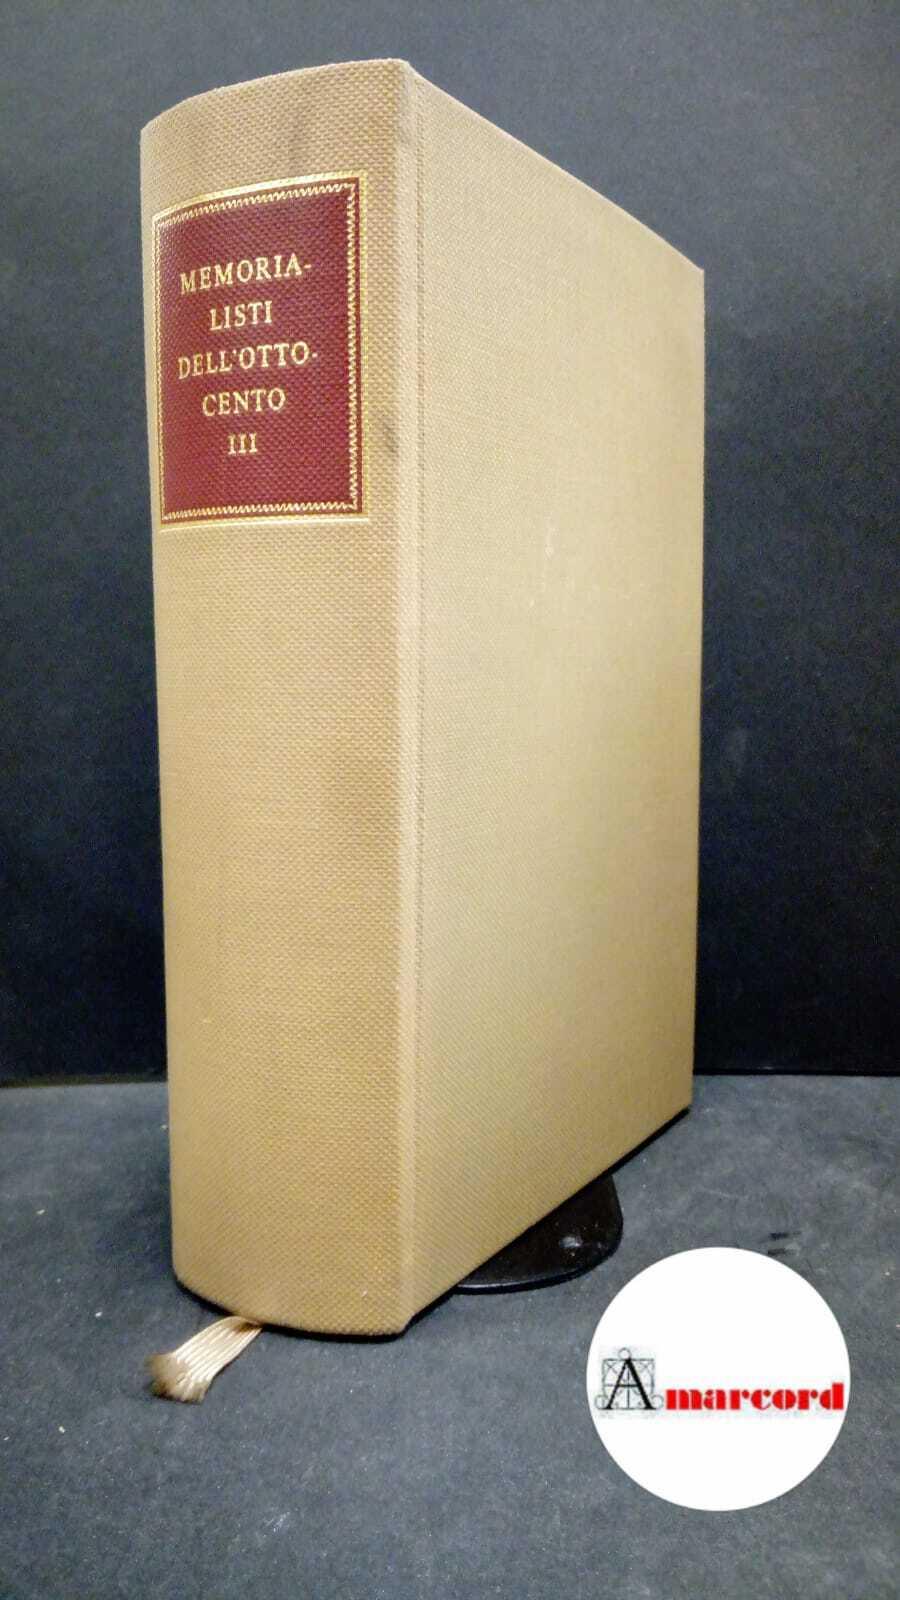 MEMORIA-
LISTI
DELL'OTTO-
CENTO
III
Amarcord